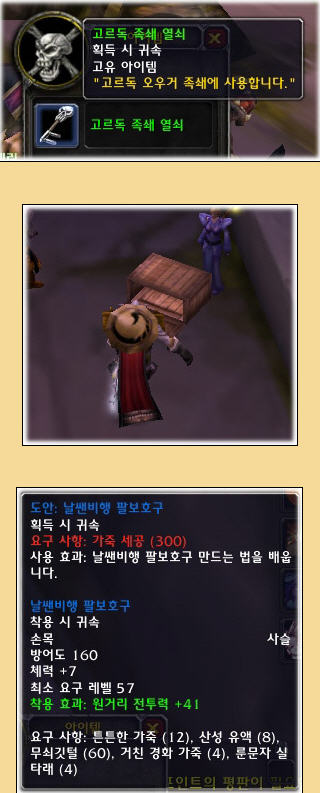 고르독 족쇄 열쇠
획득 시 귀속
고유 아이템
"고르독 오우거 족쇄에 사용합니다."
고르독 족쇄 열쇠
도안: 날쌘비행 팔보호구
획득 시 귀속
요구 사항: 가죽 세공 (300)
사용 효과: 날쌘비행 팔보호구 만드는 법을 배웁
니다.
날쌘비행 팔보호구
착용 시 귀속
손목 사슬
방어도 160
체력 +7
최소 요구 레벨 57
착용 효과: 원거리 전투력 +41
아이템
요구 사항: 튼튼한 가죽 (12), 산성 유액 (8),
무쇠깃털 (60), 거친 경화 가죽 (4), 룬문자 실
타래 (4)
포인트의 평판이 필요